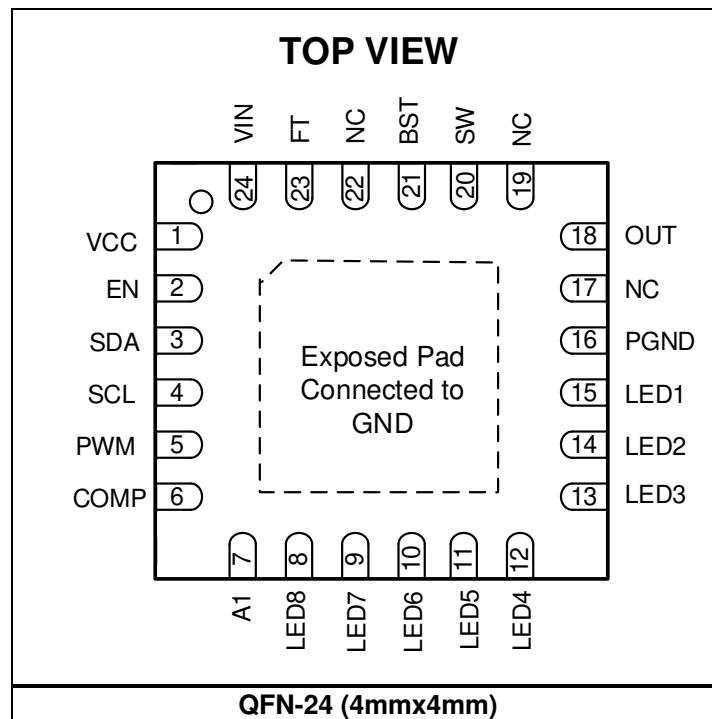 TOP VIEW
VIN FT NC BST SW NC
24 23 22 21 20 19
VCC 1
EN 2
SDA 3
SCL 4
PWM 5
COMP 6
Exposed Pad
Connected to
GND
18 OUT
17 NC
16 PGND
15 LED1
14 LED2
13 LED3
7 8 9 10 11 12
A1 LED8 LED7 LED6 LED5 LED4
QFN-24 (4mmx4mm)